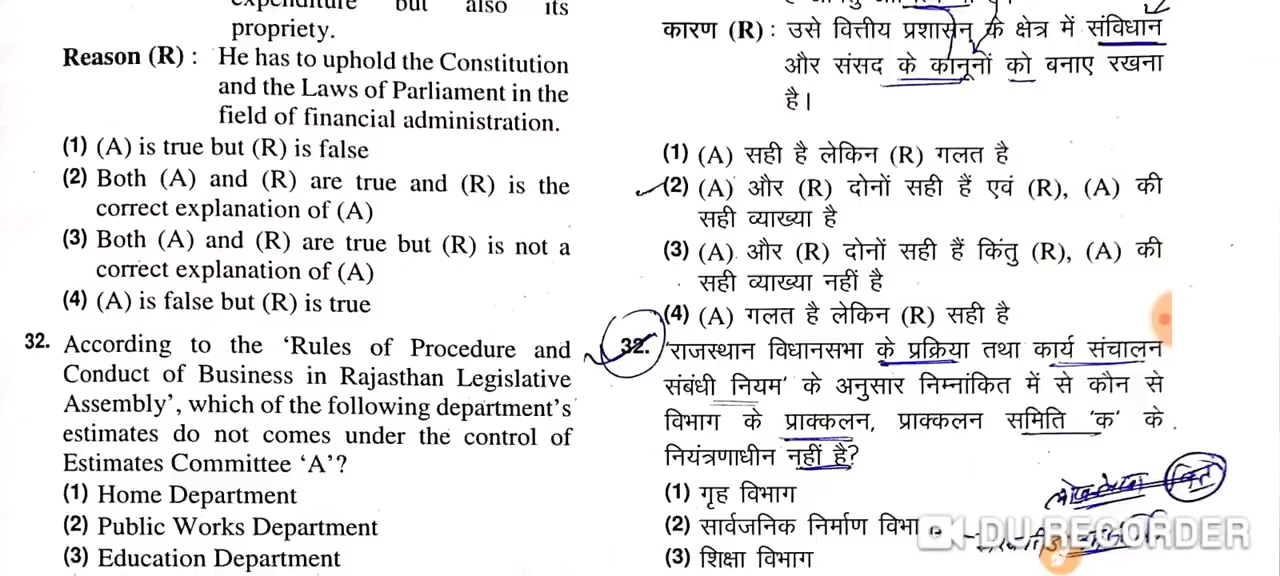 expenditure but also its
propriety.
Reason (R) : He has to uphold the Constitution
and the Laws of Parliament in the
field of financial administration.
(1) (A) is true but (R) is false
(2) Both (A) and (R) are true and (R) is the
correct explanation of (A)
(3) Both (A) and (R) are true but (R) is not a
correct explanation of (A)
(4) (A) is false but (R) is true
32. According to the ‘Rules of Procedure and
Conduct of Business in Rajasthan Legislative
Assembly’, which of the following department’s
estimates do not comes under the control of
Estimates Committee ‘A’?
(1) Home Department
(2) Public Works Department
(3) Education Department
कारण (R) : उसे वित्तीय प्रशासन के क्षेत्र में संविधान
और संसद के कानूनों को बनाए रखना
है।
(1) (A) सही है लेकिन (R) गलत है
(2) (A) और (R) दोनों सही हैं एवं (R), (A) की
सही व्याख्या है
(3) (A) और (R) दोनों सही हैं किंतु (R), (A) की
सही व्याख्या नहीं है
(4) (A) गलत है लेकिन (R) सही है
32. राजस्थान विधानसभा के प्रक्रिया तथा कार्य संचालन
संबंधी नियम’ के अनुसार निम्नांकित में से कौन से
विभाग के प्राक्कलन, प्राक्कलन समिति ‘क’ के
नियंत्रणाधीन नहीं है?
(1) गृह विभाग
(2) सार्वजनिक निर्माण विभाग
(3) शिक्षा विभाग
DU RECORDER